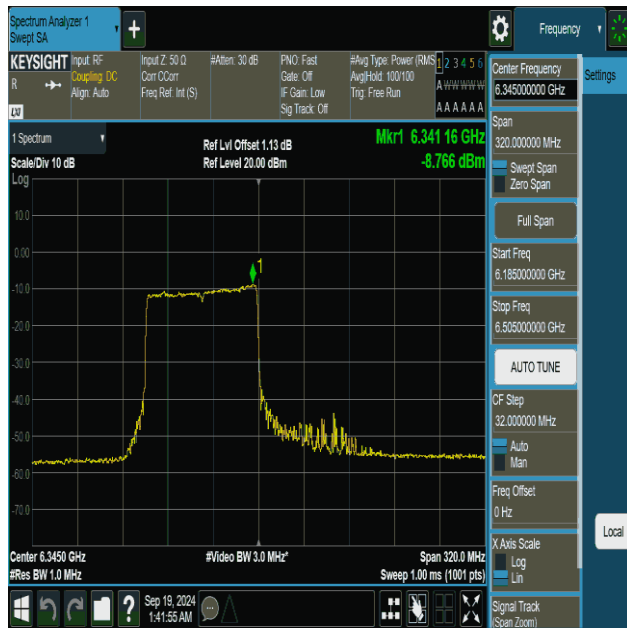 Spectrum Analyzer 1
Swept SA
+
Frequency
KEYSIGHT
R
LXI
Input: RF
Coupling: DC
Align: Auto
Input Z: 50 Ω
Corr CCorr
Freq Ref: Int (S)
#Atten: 30 dB
PNO: Fast
Gate: Off
IF Gain: Low
Sig Track: Off
#Avg Type: Power (RMS
Avg|Hold: 100/100
Trig: Free Run
1 2 3 4 5 6
A W W W W W
A A A A A A
1 Spectrum
Scale/Div 10 dB
Log
Ref Lvl Offset 1.13 dB
Ref Level 20.00 dBm
Mkr1 6.341 16 GHz
-8.766 dBm
10.0
0.00
-10.0
-20.0
-30.0
-40.0
-50.0
-60.0
-70.0
1
Center 6.3450 GHz
#Res BW 1.0 MHz
#Video BW 3.0 MHz*
Span 320.0 MHz
Sweep 1.00 ms (1001 pts)
Center Frequency
6.345000000 GHz
Settings
Span
320.000000 MHz
Swept Span
Zero Span
Full Span
Start Freq
6.185000000 GHz
Stop Freq
6.505000000 GHz
AUTO TUNE
CF Step
32.000000 MHz
Auto
Man
Freq Offset
0 Hz
X Axis Scale
Log
Lin
Local
Signal Track
(Span Zoom)
?
Sep 19, 2024
1:41:55 AM